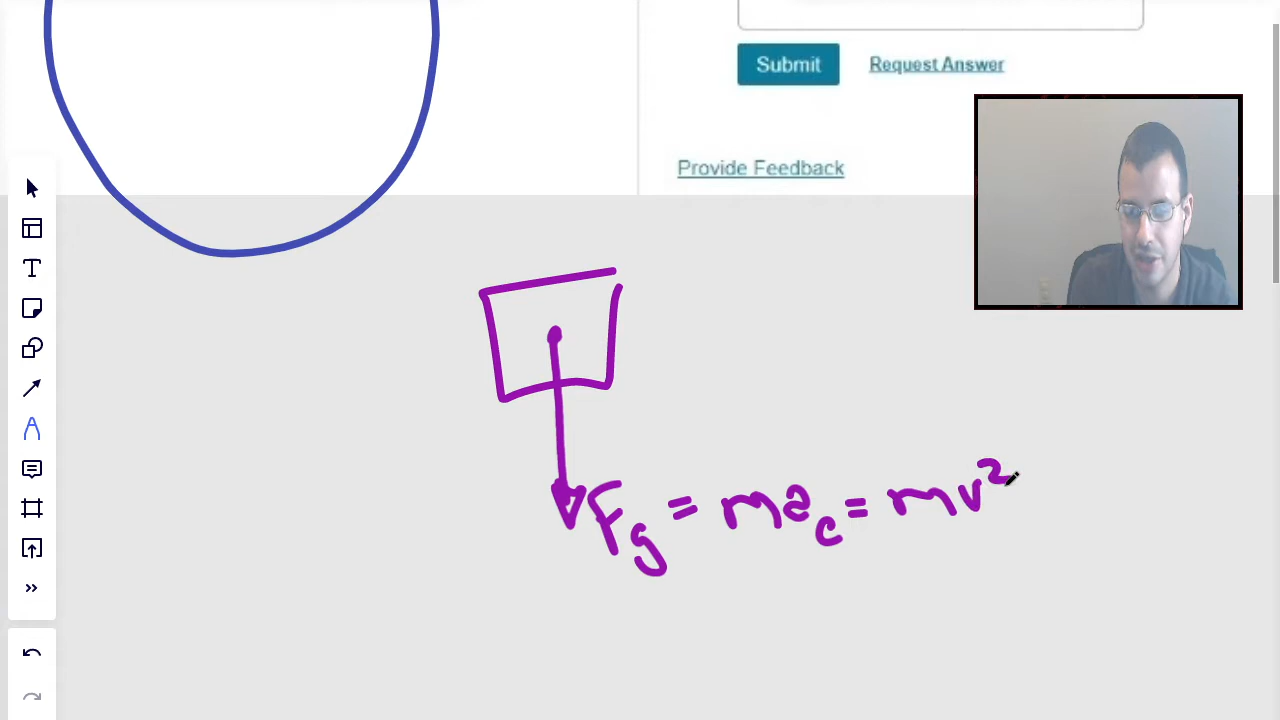 Submit Request Answer
Provide Feedback
T
F_g = ma_c = mv²